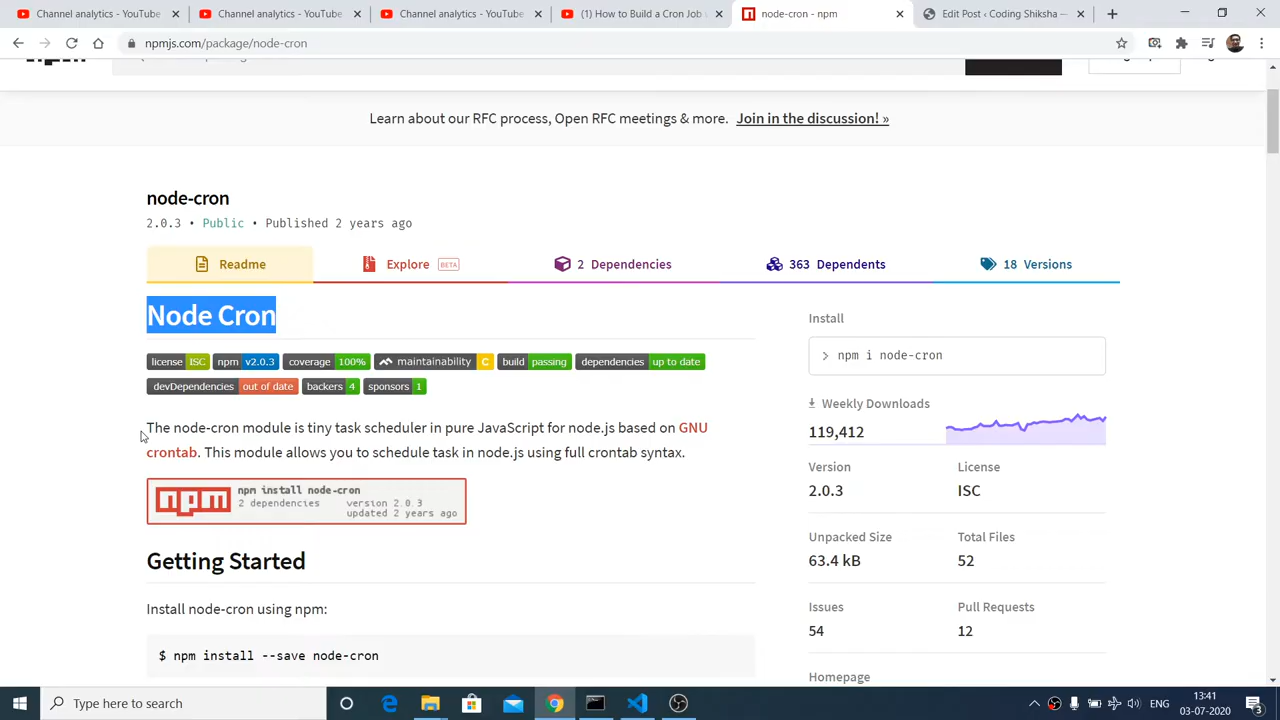 Channel analytics - YouTube
Channel analytics - YouTube
Channel analytics - YouTube
(1) How to Build a Cron Job
node-cron - npm
Edit Post ‹ Coding Shiksha —
npmjs.com/package/node-cron
Learn about our RFC process, Open RFC meetings & more. Join in the discussion! »
node-cron
2.0.3 • Public • Published 2 years ago
Readme
Explore BETA
2 Dependencies
363 Dependents
18 Versions
Node Cron
license ISC npm v2.0.3 coverage 100% maintainability C build passing dependencies up to date
devDependencies out of date backers 4 sponsors 1
The node-cron module is tiny task scheduler in pure JavaScript for node.js based on GNU
crontab. This module allows you to schedule task in node.js using full crontab syntax.
npm
npm install node-cron
2 dependencies version 2.0.3
updated 2 years ago
Getting Started
Install node-cron using npm:
$ npm install --save node-cron
Install
> npm i node-cron
Weekly Downloads
119,412
Version License
2.0.3 ISC
Unpacked Size Total Files
63.4 kB 52
Issues Pull Requests
54 12
Homepage
Type here to search
ENG
13:41
03-07-2020
3